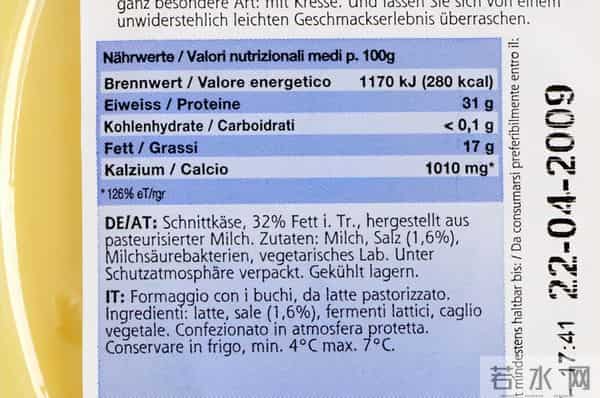 ganz besondere Art: mit Kresse. Und lassen Sie sich von einem
unwiderstehlich leichten Geschmackserlebnis überraschen.
Nährwerte / Valori nutrizionali medi p. 100g
Brennwert / Valore energetico 1170 kJ (280 kcal)
Eiweiss / Proteine 31 g
Kohlenhydrate / Carboidrati < 0,1 g
Fett / Grassi 17 g
Kalzium / Calcio 1010 mg*
*126% eT/rgr
DE/AT: Schnittkäse, 32% Fett i. Tr., hergestellt aus
pasteurisierter Milch. Zutaten: Milch, Salz (1,6%),
Milchsäurebakterien, vegetarisches Lab. Unter
Schutzatmosphäre verpackt. Gekühlt lagern.
IT: Formaggio con i buchi, da latte pastorizzato.
Ingredienti: latte, sale (1,6%), fermenti lattici, caglio
vegetale. Confezionato in atmosfera protetta.
Conservare in frigo, min. 4°C max. 7°C.
mindestens haltbar bis: / Da consumarsi preferibilmente entro il:
22-04-2009
17:41
若水网